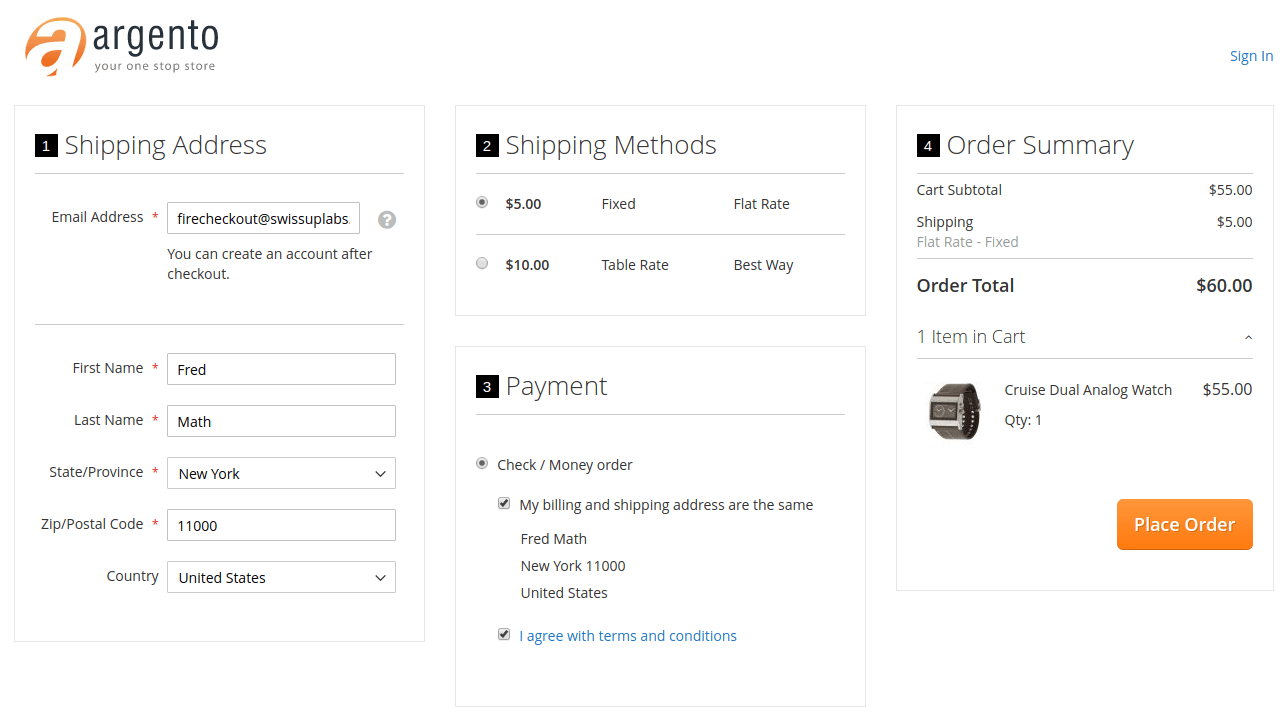 argento
your one stop store
Sign In
1 Shipping Address
Email Address * firecheckout@swissuplabs. ?
You can create an account after
checkout.
First Name * Fred
Last Name * Math
State/Province * New York
Zip/Postal Code * 11000
Country United States
2 Shipping Methods
$5.00 Fixed Flat Rate
$10.00 Table Rate Best Way
3 Payment
Check / Money order
My billing and shipping address are the same
Fred Math
New York 11000
United States
I agree with terms and conditions
4 Order Summary
Cart Subtotal $55.00
Shipping $5.00
Flat Rate - Fixed
Order Total $60.00
1 Item in Cart
Cruise Dual Analog Watch $55.00
Qty: 1
Place Order